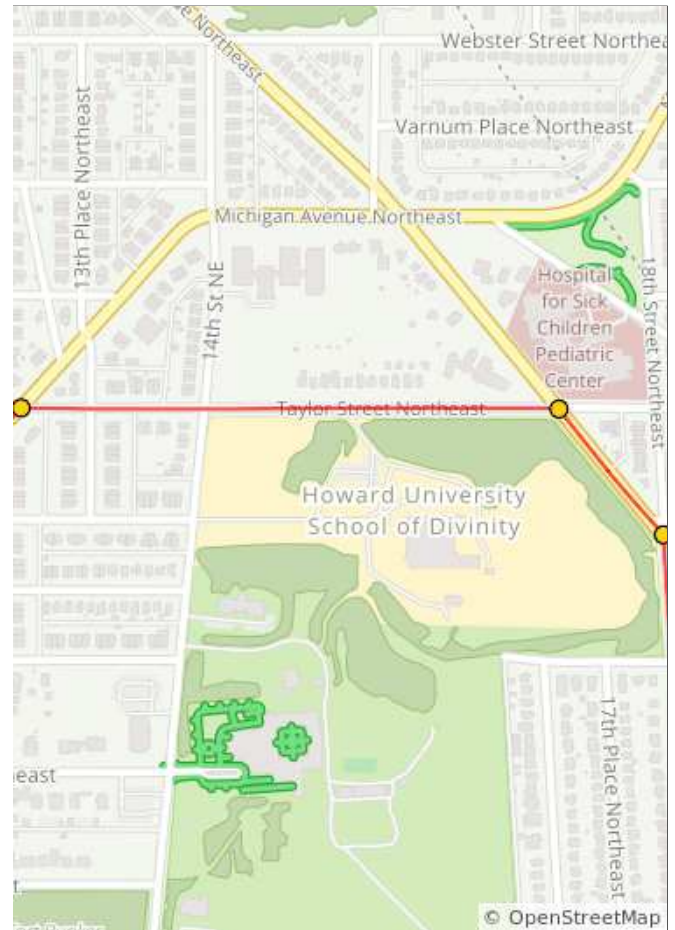 Northeast
Webster Street Northea
13th Place Northeast
Varnum Place Northeast
Michigan Avenue Northeast
14th St NE
Hospital
for Sick
Children
Pediatric
Center
18th Street Northeast
Taylor Street Northeast
Howard University
School of Divinity
17th Place Northeast
east
t
© OpenStreetMap